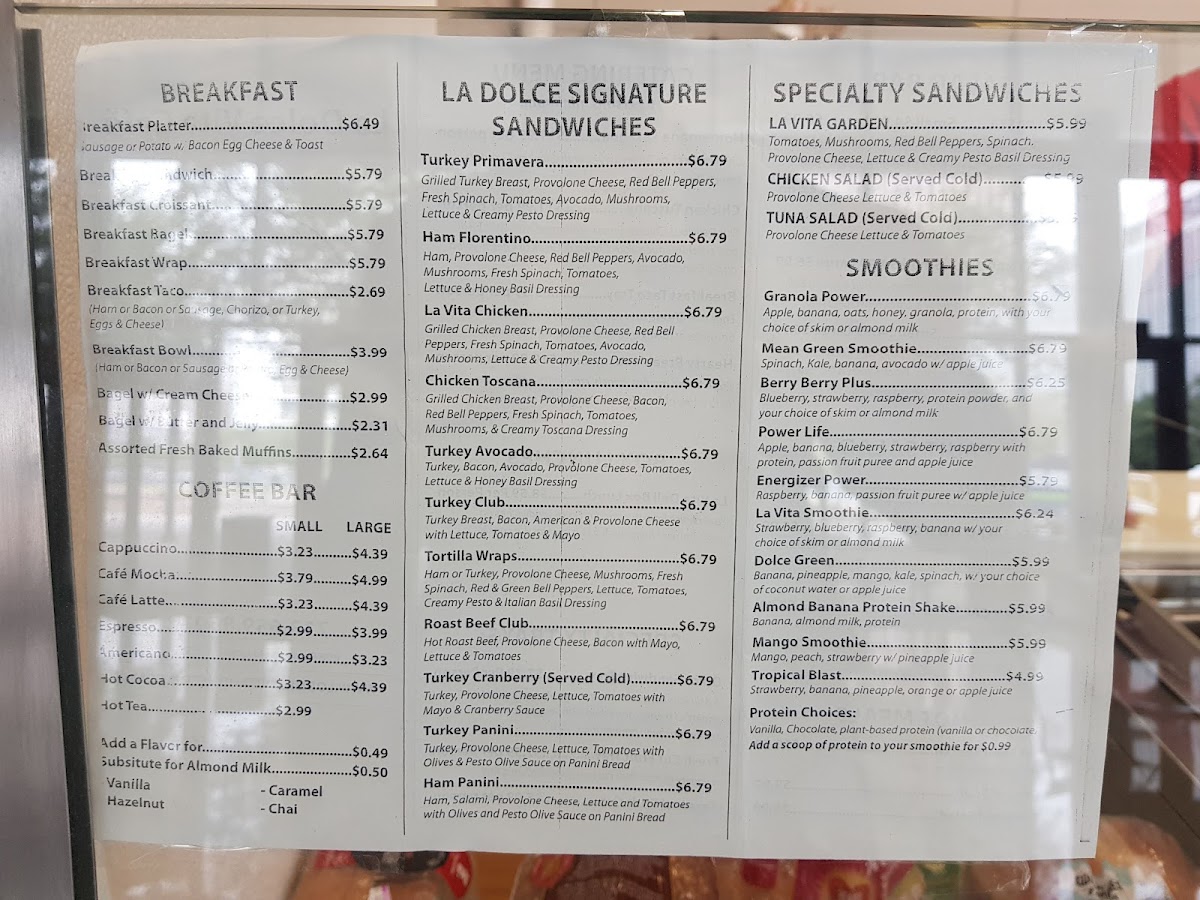 BREAKFAST
Breakfast Platter....................................$6.49
Sausage or Potato w. Bacon Egg Cheese & Toast
........................$5.79
Breakfast Croissant...........................$5.79
Breakfast Bagel..................................$5.79
Breakfast Wrap..................................$5.79
Breakfast Taco...................................$2.69
(Ham or Bacon or Sausage, Chorizo, or Turkey,
Eggs & Cheese)
Breakfast Bowl..................................$3.99
(Ham or Bacon or Sausage Egg & Cheese)
Bagel w/ Cream Cheese.....................$2.99
Bagel w/ Butter and Jelly...................$2.31
Assorted Fresh Baked Muffins............$2.64
COFFEE BAR
SMALL LARGE
Cappuccino........................$3.23.........$4.39
Café Mocha........................$3.79.........$4.99
Café Latte...........................$3.23.........$4.39
Espresso.............................$2.99.........$3.99
Americano..........................$2.99.........$3.23
Hot Cocoa..........................$3.23.........$4.39
Hot Tea...............................$2.99
Add a Flavor for...................................$0.49
Subsitute for Almond Milk..................$0.50
Vanilla
- Caramel
Hazelnut
- Chai
LA DOLCE SIGNATURE
SANDWICHES
Turkey Primavera...............................$6.79
Grilled Turkey Breast, Provolone Cheese, Red Bell Peppers,
Fresh Spinach, Tomatoes, Avocado, Mushrooms,
Lettuce & Creamy Pesto Dressing
Ham Florentino..................................$6.79
Ham, Provolone Cheese, Red Bell Peppers, Avocado,
Mushrooms, Fresh Spinach, Tomatoes,
Lettuce & Honey Basil Dressing
La Vita Chicken..................................$6.79
Grilled Chicken Breast, Provolone Cheese, Red Bell
Peppers, Fresh Spinach, Tomatoes, Avocado,
Mushrooms, Lettuce & Creamy Pesto Dressing
Chicken Toscana...............................$6.79
Grilled Chicken Breast, Provolone Cheese, Bacon,
Red Bell Peppers, Fresh Spinach, Tomatoes,
Mushrooms, & Creamy Toscana Dressing
Turkey Avocado................................$6.79
Turkey, Bacon, Avocado, Provolone Cheese, Tomatoes,
Lettuce & Honey Basil Dressing
Turkey Club.....................................$6.79
Turkey Breast, Bacon, American & Provolone Cheese
with Lettuce, Tomatoes & Mayo
Tortilla Wraps...................................$6.79
Ham or Turkey, Provolone Cheese, Mushrooms, Fresh
Spinach, Red & Green Bell Peppers, Lettuce, Tomatoes,
Creamy Pesto & Italian Basil Dressing
Roast Beef Club................................$6.79
Hot Roast Beef, Provolone Cheese, Bacon with Mayo,
Lettuce & Tomatoes
Turkey Cranberry (Served Cold).........$6.79
Turkey, Provolone Cheese, Lettuce, Tomatoes with
Mayo & Cranberry Sauce
Turkey Panini...................................$6.79
Turkey, Provolone Cheese, Lettuce, Tomatoes with
Olives & Pesto Olive Sauce on Panini Bread
Ham Panini......................................$6.79
Ham, Salami, Provolone Cheese, Lettuce and Tomatoes
with Olives and Pesto Olive Sauce on Panini Bread
SPECIALTY SANDWICHES
LA VITA GARDEN................................$5.99
Tomatoes, Mushrooms, Red Bell Peppers, Spinach.
Provolone Cheese, Lettuce & Creamy Pesto Basil Dressing
CHICKEN SALAD (Served Cold)............$5.99
Provolone Cheese Lettuce & Tomatoes
TUNA SALAD (Served Cold)................
Provolone Cheese Lettuce & Tomatoes
SMOOTHIES
Granola Power..................................$6.79
Apple, banana, oats, honey, granola, protein, with your
choice of skim or almond milk
Mean Green Smoothie......................$6.79
Spinach, Kale, banana, avocado w/ apple juice
Berry Berry Plus................................$6.25
Blueberry, strawberry, raspberry, protein powder, and
your choice of skim or almond milk
Power Life.......................................$6.79
Apple, banana, blueberry, strawberry, raspberry with
protein, passion fruit puree and apple juice
Energizer Power................................$5.79
Raspberry, banana, passion fruit puree w/ apple juice
La Vita Smoothie..............................$6.24
Strawberry, blueberry, raspberry, banana w/ your
choice of skim or almond milk
Dolce Green.....................................$5.99
Banana, pineapple, mango, kale, spinach, w/ your choice
of coconut water or apple juice
Almond Banana Protein Shake...........$5.99
Banana, almond milk, protein
Mango Smoothie..............................$5.99
Mango, peach, strawberry w/ pineapple juice
Tropical Blast...................................$4.99
Strawberry, banana, pineapple, orange or apple juice
Protein Choices:
Vanilla, Chocolate, plant-based protein (vanilla or chocolate,
Add a scoop of protein to your smoothie for $0.99